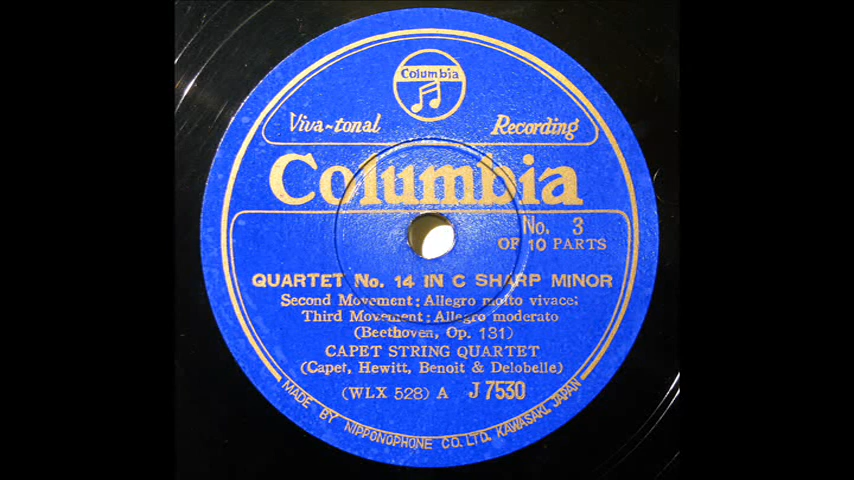 Columbia
Viva-tonal Recording
Columbia
No. 3
OF 10 PARTS
QUARTET No. 14 IN C SHARP MINOR
Second Movement: Allegro molto vivace;
Third Movement: Allegro moderato
(Beethoven, Op. 131)
CAPET STRING QUARTET
(Capet, Hewitt, Benoit & Delobelle)
(WLX 528) A J 7530
MADE BY NIPPONOPHONE CO. LTD. KAWASAKI, JAPAN